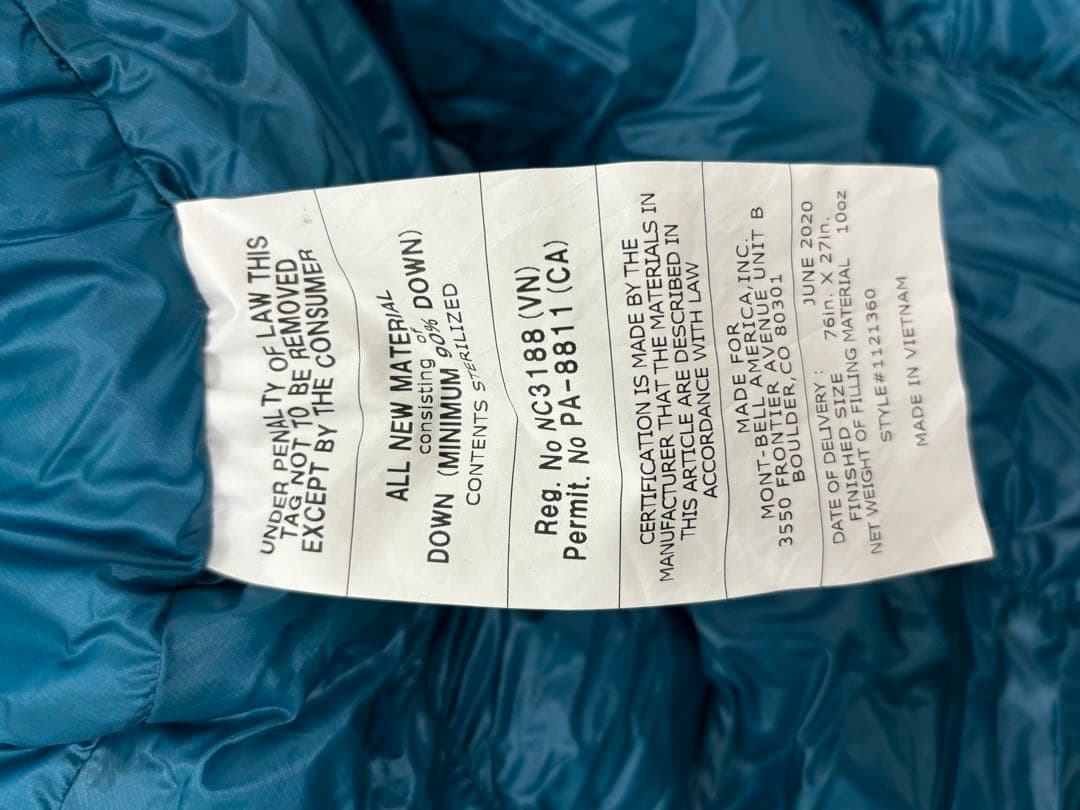 UNDER PENALTY OF LAW THIS
TAG NOT TO BE REMOVED
EXCEPT BY THE CONSUMER
ALL NEW MATERIAL
consisting of
DOWN (MINIMUM 90% DOWN)
CONTENTS STERILIZED
Reg. No NC3188 (VN)
Permit. No PA-8811 (CA)
CERTIFICATION IS MADE BY THE
MANUFACTURER THAT THE MATERIALS IN
THIS ARTICLE ARE DESCRIBED IN
ACCORDANCE WITH LAW
MADE FOR
MONT-BELL AMERICA, INC.
3550 FRONTIER AVENUE UNIT B
BOULDER, CO 80301
DATE OF DELIVERY : JUNE 2020
FINISHED SIZE 76in. X 27in.
NET WEIGHT OF FILLING MATERIAL 10oz
STYLE#1121360
MADE IN VIETNAM